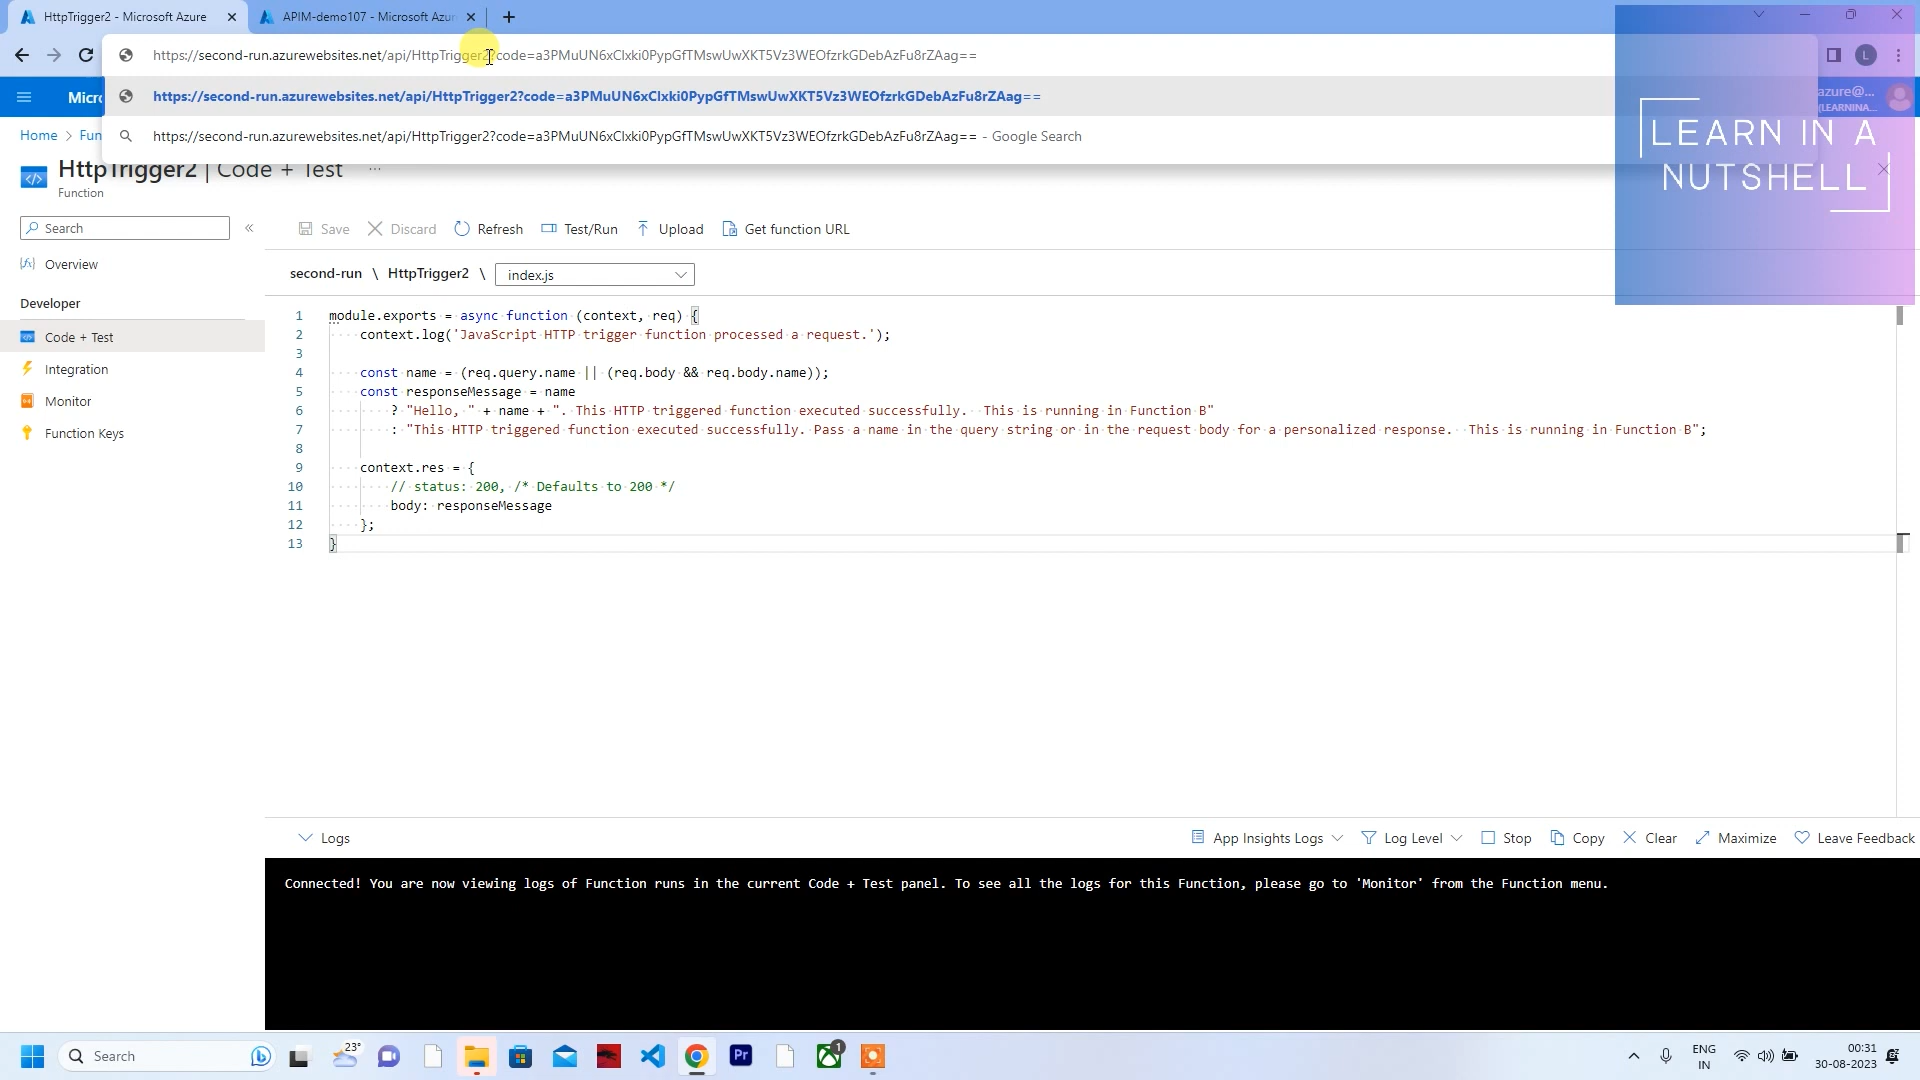 HttpTrigger2 - Microsoft Azure
APIM-demo107 - Microsoft Azur
https://second-run.azurewebsites.net/api/HttpTrigger2?code=a3PMuUN6xClxki0PypGfTMswUwXKT5Vz3WEOfzrkGDebAzFu8rZAag==
L
https://second-run.azurewebsites.net/api/HttpTrigger2?code=a3PMuUN6xClxki0PypGfTMswUwXKT5Vz3WEOfzrkGDebAzFu8rZAag==
Micro
azure@...
(LEARNINA...
https://second-run.azurewebsites.net/api/HttpTrigger2?code=a3PMuUN6xClxki0PypGfTMswUwXKT5Vz3WEOfzrkGDebAzFu8rZAag== - Google Search
Home > Fun
LEARN IN A
NUTSHELL
HttpTrigger2 | Code + Test ...
Function
Search
«
Save
Discard
Refresh
Test/Run
Upload
Get function URL
Overview
second-run \ HttpTrigger2 \ index.js
Developer
Code + Test
Integration
Monitor
Function Keys
1 module.exports = async function (context, req) {
2 context.log('JavaScript HTTP trigger function processed a request.');
3
4 const name = (req.query.name || (req.body && req.body.name));
5 const responseMessage = name
6 ? "Hello, " + name + ". This HTTP triggered function executed successfully.  This is running in Function B"
7 : "This HTTP triggered function executed successfully. Pass a name in the query string or in the request body for a personalized response.  This is running in Function B";
8
9 context.res = {
10 // status: 200, /* Defaults to 200 */
11 body: responseMessage
12 };
13 }
Logs
App Insights Logs
Log Level
Stop
Copy
Clear
Maximize
Leave Feedback
Connected! You are now viewing logs of Function runs in the current Code + Test panel. To see all the logs for this Function, please go to 'Monitor' from the Function menu.
Search
23°
Pr
1
ENG
IN
00:31
30-08-2023